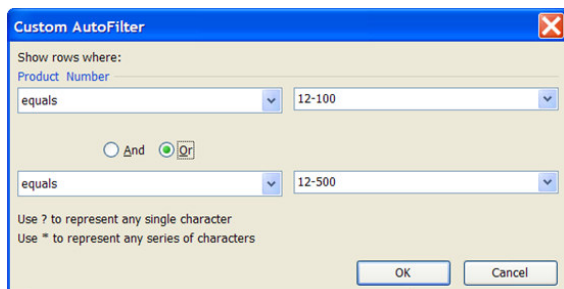 Custom AutoFilter
Show rows where:
Product Number
equals 12-100
And Or
equals 12-500
Use ? to represent any single character
Use * to represent any series of characters
OK Cancel